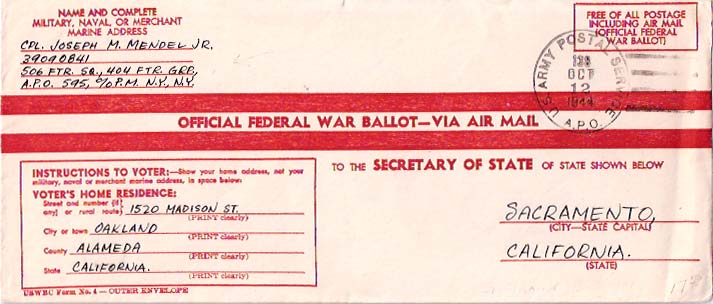 NAME AND COMPLETE
MILITARY, NAVAL, OR MERCHANT
MARINE ADDRESS
CPL. JOSEPH M. MENDEL JR.
39090841
506 FTR. SQ., 404 FTR. GRP.,
A.P.O. 595, c/o P.M. N.Y., N.Y.
FREE OF ALL POSTAGE
INCLUDING AIR MAIL
(OFFICIAL FEDERAL
WAR BALLOT)
U.S. ARMY POSTAL SERVICE
OCT
12
1944
A.P.O.
OFFICIAL FEDERAL WAR BALLOT—VIA AIR MAIL
INSTRUCTIONS TO VOTER:—Show your home address, not your
military, naval or merchant marine address, in space below:
VOTER'S HOME RESIDENCE:
Street and number (if
any) or rural route) 1520 MADISON ST.
(PRINT clearly)
City or town OAKLAND
(PRINT clearly)
County ALAMEDA
(PRINT clearly)
State CALIFORNIA.
(PRINT clearly)
USWBC Form No. 4—OUTER ENVELOPE
TO THE SECRETARY OF STATE OF STATE SHOWN BELOW
SACRAMENTO,
(CITY—STATE CAPITAL)
CALIFORNIA.
(STATE)